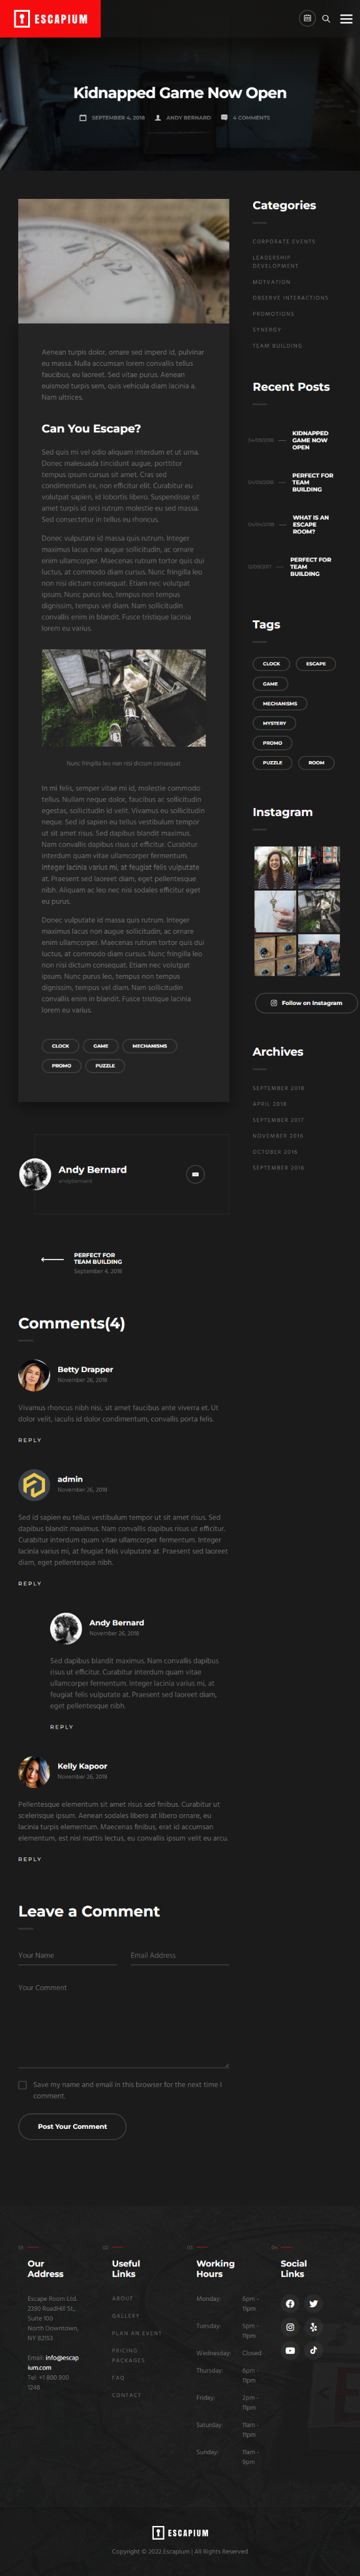 ESCAPIUM
Kidnapped Game Now Open
SEPTEMBER 4, 2018 ANDY BERNARD 4 COMMENTS
Aenean turpis dolor, ornare sed imperd id, pulvinar
eu massa. Nulla accumsan lorem convallis tellus
faucibus, eu laoreet. Sed vitae purus. Aenean
euismod turpis sem, quis vehicula diam lacinia a.
Nam ultrices.
Can You Escape?
Sed quis mi vel odio aliquam interdum et ut urna.
Donec malesuada tincidunt augue, porttitor
tempus ipsum cursus sit amet. Cras sed
condimentum ex, non efficitur elit. Curabitur eu
volutpat sapien, id lobortis libero. Suspendisse sit
amet turpis id orci rutrum molestie eu sed massa.
Sed consectetur in tellus eu rhoncus.
Donec vulputate id massa quis rutrum. Integer
maximus lacus non augue sollicitudin, ac ornare
enim ullamcorper. Maecenas rutrum tortor quis dui
luctus, at commodo diam cursus. Nunc fringilla leo
non nisi dictum consequat. Etiam nec volutpat
ipsum. Nunc purus leo, tempus non tempus
dignissim, tempus vel diam. Nam sollicitudin
convallis enim in blandit. Fusce tristique lacinia
lorem eu varius.
Nunc fringilla leo non nisi dictum consequat.
In mi felis, semper vitae mi id, molestie commodo
tellus. Nullam neque dolor, faucibus ac sollicitudin
egestas, sollicitudin id velit. Vivamus eu sollicitudin
neque. Sed id sapien eu tellus vestibulum tempor
ut sit amet risus. Sed dapibus blandit maximus.
Nam convallis dapibus risus ut efficitur. Curabitur
interdum quam vitae ullamcorper fermentum.
Integer lacinia varius mi, at feugiat felis vulputate
at. Praesent sed laoreet diam, eget pellentesque
nibh. Aliquam ac leo nec nisi sodales efficitur eget
eu purus.
Donec vulputate id massa quis rutrum. Integer
maximus lacus non augue sollicitudin, ac ornare
enim ullamcorper. Maecenas rutrum tortor quis dui
luctus, at commodo diam cursus. Nunc fringilla leo
non nisi dictum consequat. Etiam nec volutpat
ipsum. Nunc purus leo, tempus non tempus
dignissim, tempus vel diam. Nam sollicitudin
convallis enim in blandit. Fusce tristique lacinia
lorem eu varius.
CLOCK GAME MECHANISMS
PROMO PUZZLE
Andy Bernard
andybernard
PERFECT FOR
TEAM BUILDING
September 4, 2018
Comments(4)
Betty Drapper
November 26, 2018
Vivamus rhoncus nibh nisi, sit amet faucibus ante viverra et. Ut
dolor velit, iaculis id dolor condimentum, convallis porta felis.
REPLY
admin
November 26, 2018
Sed id sapien eu tellus vestibulum tempor ut sit amet risus. Sed
dapibus blandit maximus. Nam convallis dapibus risus ut efficitur.
Curabitur interdum quam vitae ullamcorper fermentum. Integer
lacinia varius mi, at feugiat felis vulputate at. Praesent sed laoreet
diam, eget pellentesque nibh.
REPLY
Andy Bernard
November 26, 2018
Sed dapibus blandit maximus. Nam convallis dapibus
risus ut efficitur. Curabitur interdum quam vitae
ullamcorper fermentum. Integer lacinia varius mi, at
feugiat felis vulputate at. Praesent sed laoreet diam,
eget pellentesque nibh.
REPLY
Kelly Kapoor
November 26, 2018
Pellentesque elementum sit amet risus sed finibus. Curabitur ut
scelerisque ipsum. Aenean sodales libero at libero ornare, eu
lacinia turpis elementum. Maecenas finibus, erat id accumsan
elementum, est nisl mattis lectus, eu convallis ipsum velit eu arcu.
REPLY
Leave a Comment
Your Name Email Address
Your Comment
Save my name and email in this browser for the next time I
comment.
Post Your Comment
Categories
CORPORATE EVENTS
LEADERSHIP
DEVELOPMENT
MOTVATION
OBSERVE INTERACTIONS
PROMOTIONS
SYNERGY
TEAM BUILDING
Recent Posts
04/09/2018 KIDNAPPED
GAME NOW
OPEN
04/09/2018 PERFECT FOR
TEAM
BUILDING
WHAT IS AN
ESCAPE
ROOM?
12/09/2017 PERFECT FOR
TEAM
BUILDING
Tags
CLOCK ESCAPE
GAME
MECHANISMS
MYSTERY
PROMO
PUZZLE ROOM
Instagram
Follow on Instagram
Archives
SEPTEMBER 2018
APRIL 2018
SEPTEMBER 2017
NOVEMBER 2016
OCTOBER 2016
SEPTEMBER 2016
01
Our
Address
Escape Room Ltd.
2390 RoadHill St.,
Suite 100
North Downtown,
NY 82153
Email: info@escap
ium.com
Tel: +1 800 900
1248
02
Useful
Links
ABOUT
GALLERY
PLAN AN EVENT
PRICING
PACKAGES
FAQ
CONTACT
03
Working
Hours
Monday: 6pm -
11pm
Tuesday: 5pm -
11pm
Wednesday: Closed
Thursday: 6pm -
11pm
Friday: 2pm -
11pm
Saturday: 11am -
11pm
Sunday: 11am -
9pm
04
Social
Links
ESCAPIUM
Copyright © 2022 Escapium | All Rights Reserved